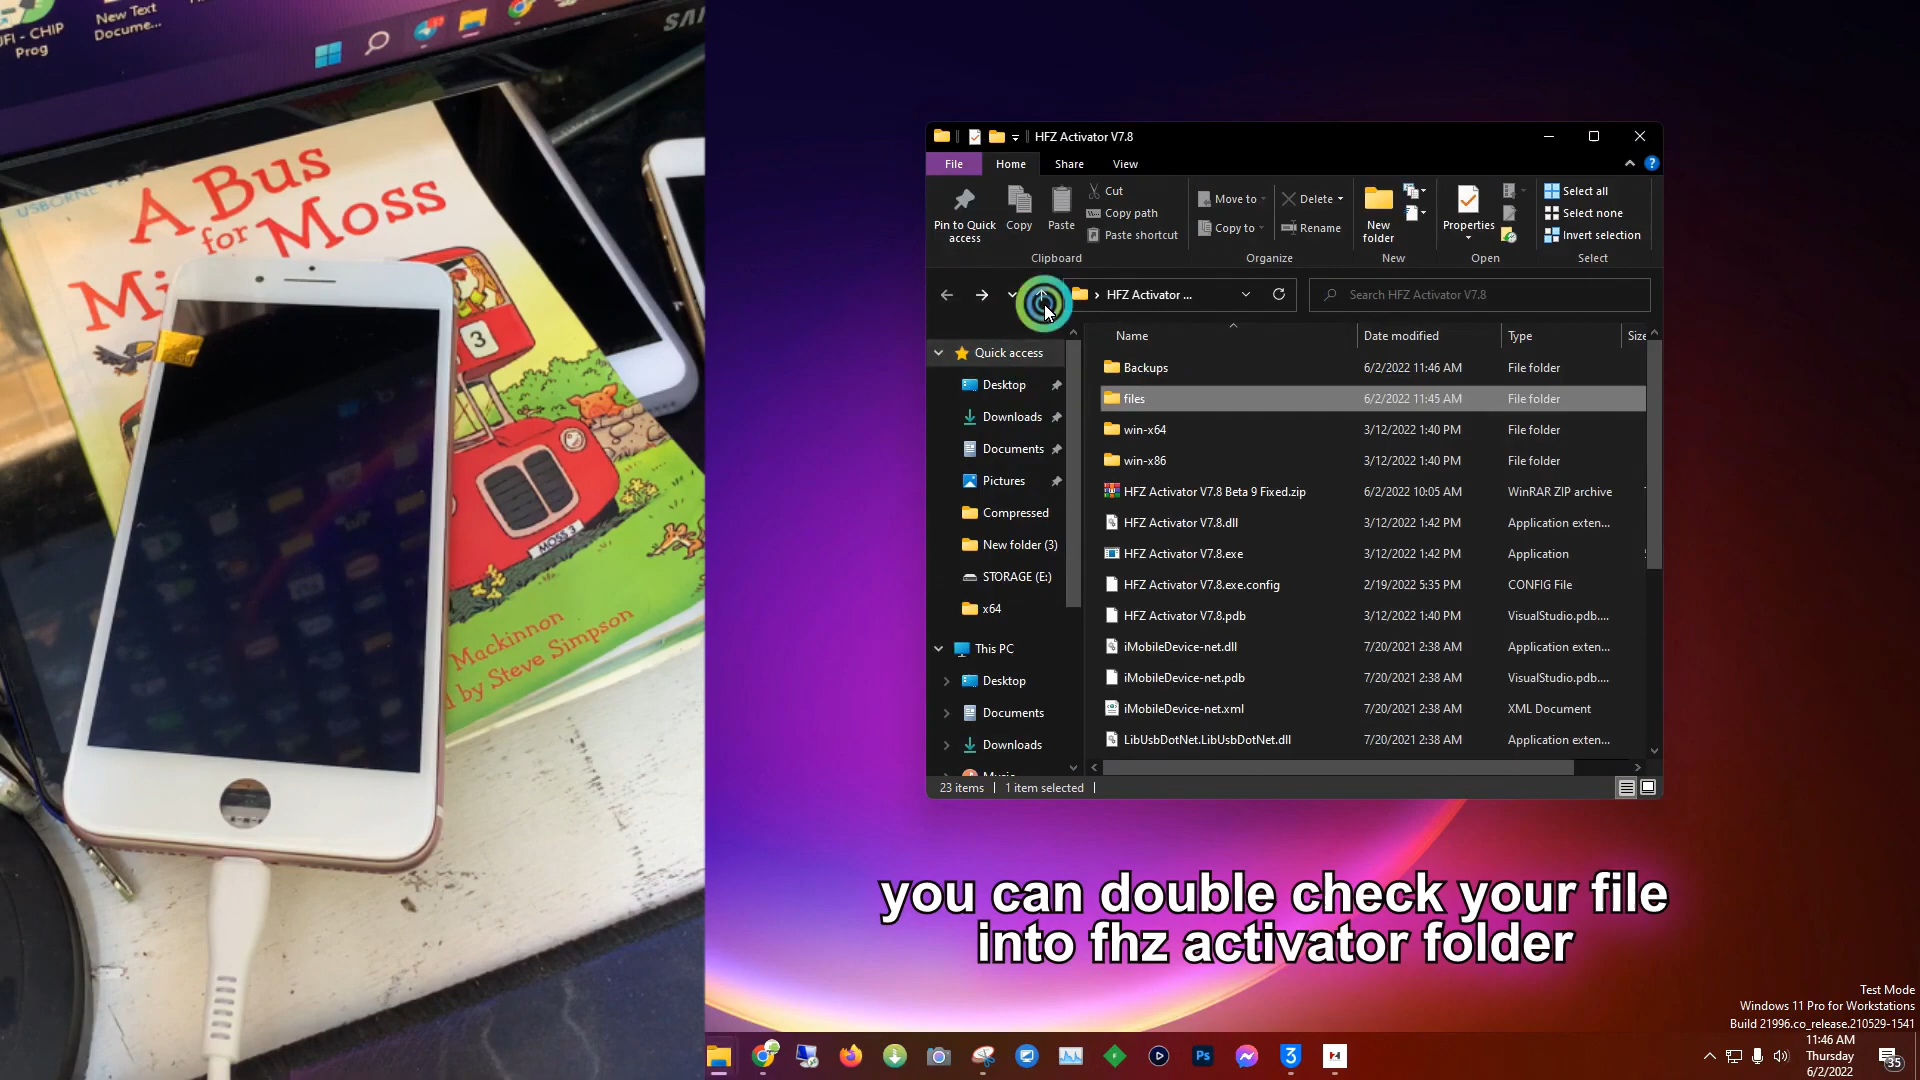 UFI - CHIP
Prog
New Text
Docume...
USBORNE
A Bus
for Moss
3
MOSS 3
Mackinnon
d by Steve Simpson
HFZ Activator V7.8
File
Home
Share
View
Pin to Quick
access
Copy
Paste
Cut
Copy path
Paste shortcut
Clipboard
Move to
Copy to
Delete
Rename
Organize
New
folder
New
Properties
Open
Select all
Select none
Invert selection
Select
HFZ Activator ...
Search HFZ Activator V7.8
Quick access
Desktop
Downloads
Documents
Pictures
Compressed
New folder (3)
STORAGE (E:)
x64
This PC
Desktop
Documents
Downloads
Music
Name Date modified Type Size
Backups 6/2/2022 11:46 AM File folder
files 6/2/2022 11:45 AM File folder
win-x64 3/12/2022 1:40 PM File folder
win-x86 3/12/2022 1:40 PM File folder
HFZ Activator V7.8 Beta 9 Fixed.zip 6/2/2022 10:05 AM WinRAR ZIP archive
HFZ Activator V7.8.dll 3/12/2022 1:42 PM Application exten...
HFZ Activator V7.8.exe 3/12/2022 1:42 PM Application
HFZ Activator V7.8.exe.config 2/19/2022 5:35 PM CONFIG File
HFZ Activator V7.8.pdb 3/12/2022 1:40 PM VisualStudio.pdb....
iMobileDevice-net.dll 7/20/2021 2:38 AM Application exten...
iMobileDevice-net.pdb 7/20/2021 2:38 AM VisualStudio.pdb....
iMobileDevice-net.xml 7/20/2021 2:38 AM XML Document
LibUsbDotNet.LibUsbDotNet.dll 7/20/2021 2:38 AM Application exten...
23 items
1 item selected
you can double check your file
into fhz activator folder
Test Mode
Windows 11 Pro for Workstations
Build 21996.co_release.210529-1541
Ps
11:46 AM
Thursday
6/2/2022
35